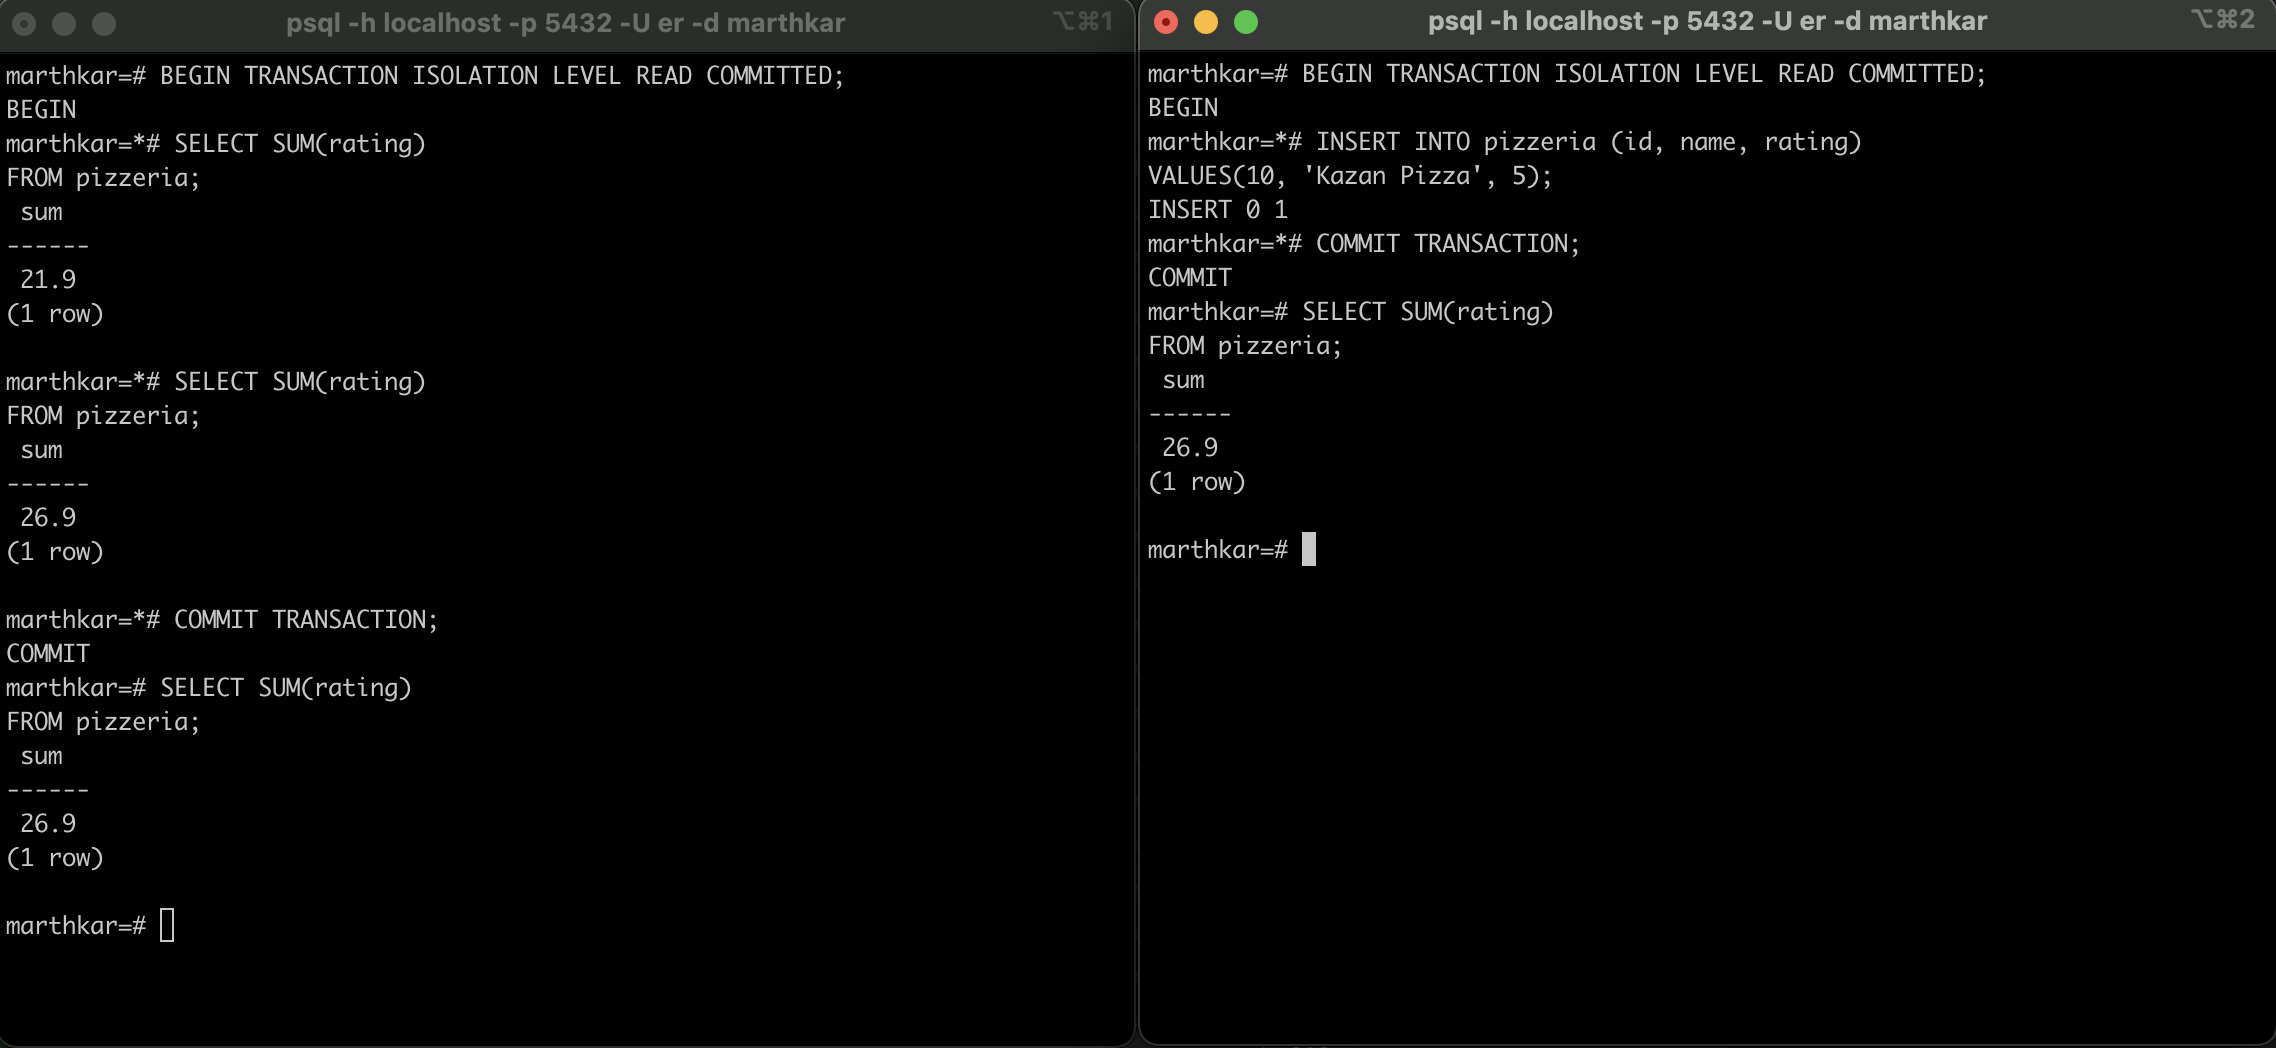 psql -h localhost -p 5432 -U er -d marthkar ⌥⌘1
marthkar=# BEGIN TRANSACTION ISOLATION LEVEL READ COMMITTED;
BEGIN
marthkar=*# SELECT SUM(rating)
FROM pizzeria;
 sum
------
 21.9
(1 row)

marthkar=*# SELECT SUM(rating)
FROM pizzeria;
 sum
------
 26.9
(1 row)

marthkar=*# COMMIT TRANSACTION;
COMMIT
marthkar=# SELECT SUM(rating)
FROM pizzeria;
 sum
------
 26.9
(1 row)

marthkar=#
psql -h localhost -p 5432 -U er -d marthkar ⌥⌘2
marthkar=# BEGIN TRANSACTION ISOLATION LEVEL READ COMMITTED;
BEGIN
marthkar=*# INSERT INTO pizzeria (id, name, rating)
VALUES(10, 'Kazan Pizza', 5);
INSERT 0 1
marthkar=*# COMMIT TRANSACTION;
COMMIT
marthkar=# SELECT SUM(rating)
FROM pizzeria;
 sum
------
 26.9
(1 row)

marthkar=#